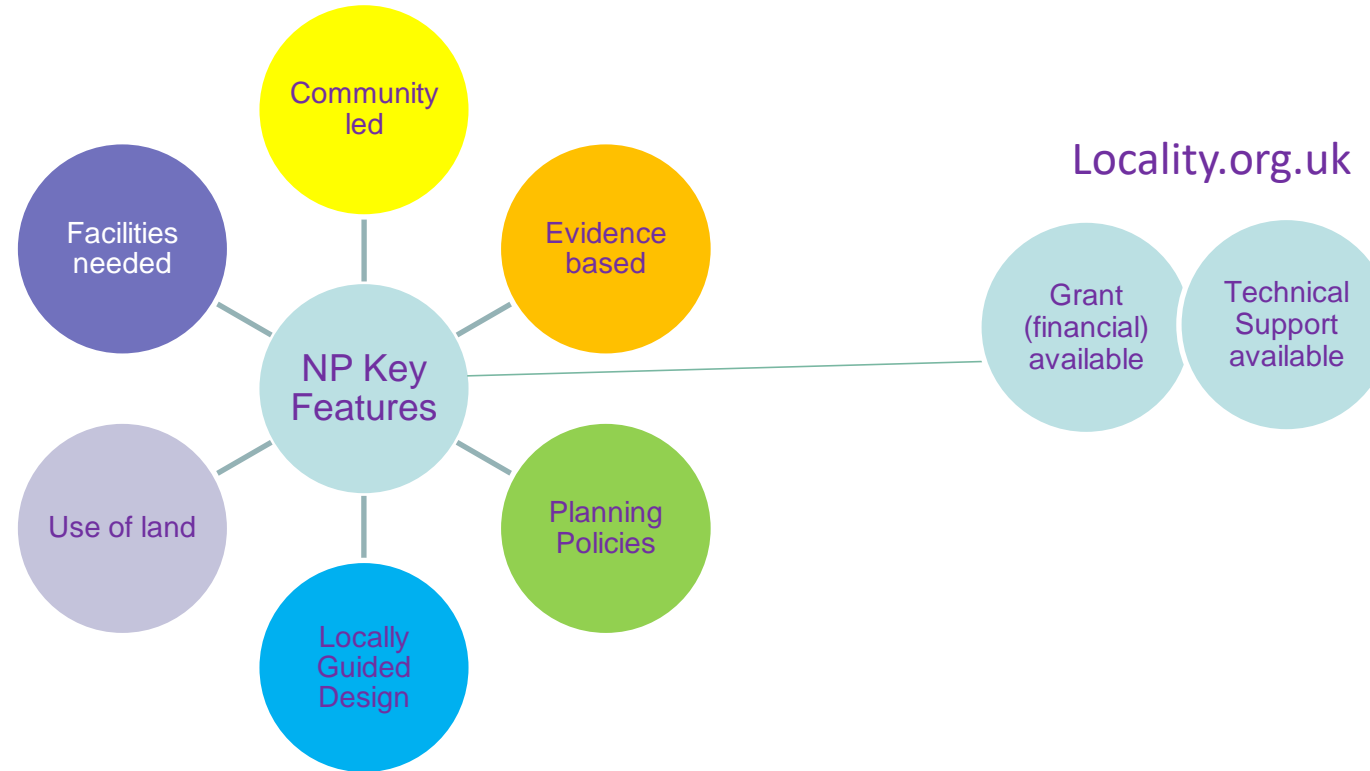 Community
led
Evidence
based
Planning
Policies
Locally
Guided
Design
Use of land
Facilities
needed
NP Key
Features
Locality.org.uk
Grant
(financial)
available
Technical
Support
available